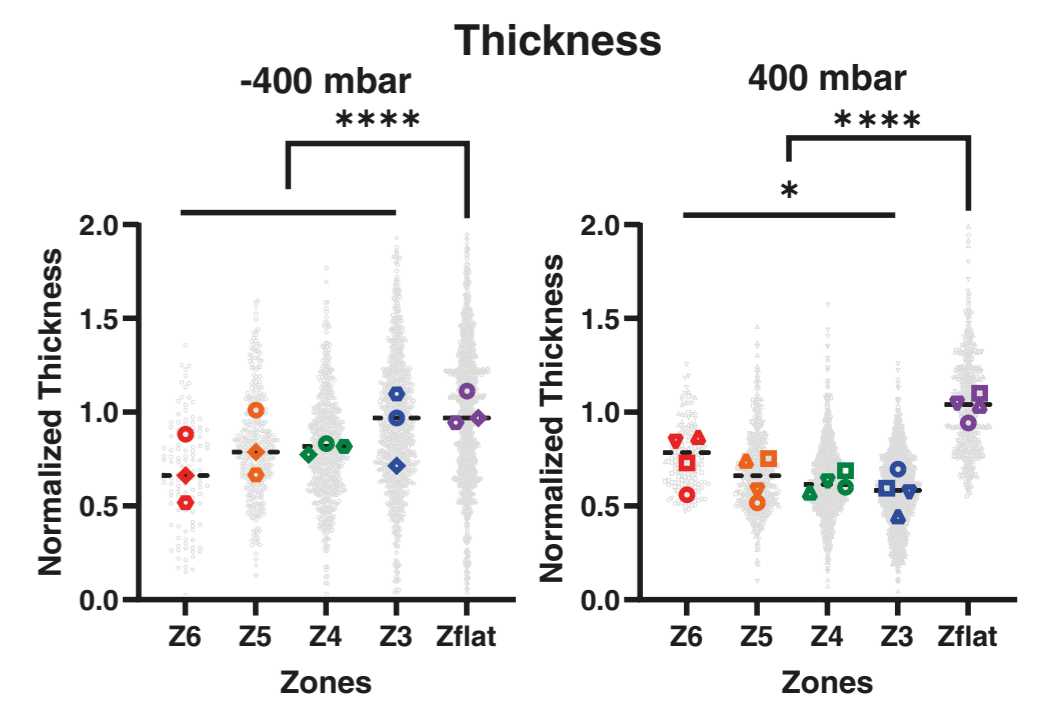 Thickness
-400 mbar
****
Normalized Thickness
2.0
1.5
1.0
0.5
0.0
Z6 Z5 Z4 Z3 Zflat
Zones
400 mbar
****
*
Normalized Thickness
2.0
1.5
1.0
0.5
0.0
Z6 Z5 Z4 Z3 Zflat
Zones